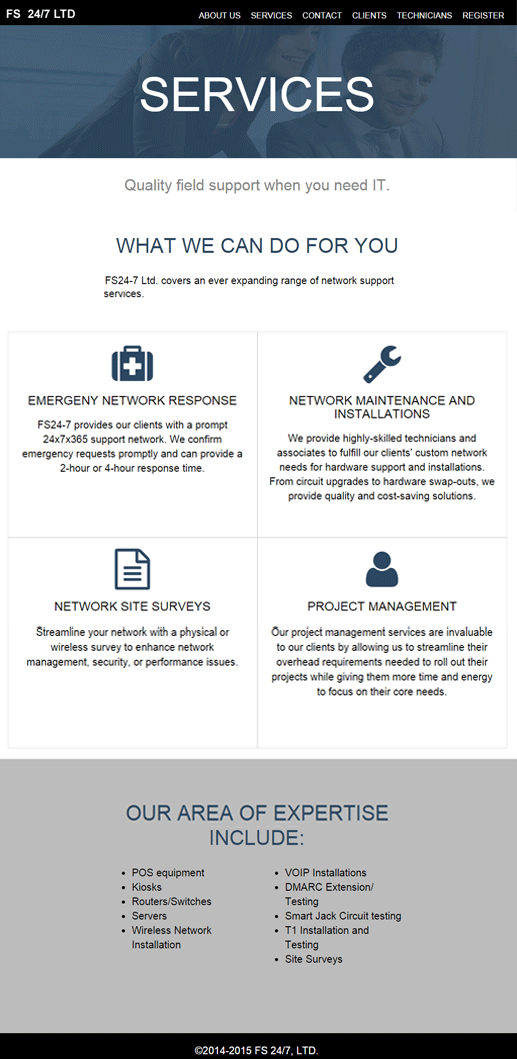 FS 24/7 LTD
ABOUT US SERVICES CONTACT CLIENTS TECHNICIANS REGISTER
SERVICES
Quality field support when you need IT.
WHAT WE CAN DO FOR YOU
FS24-7 Ltd. covers an ever expanding range of network support
services.
EMERGENY NETWORK RESPONSE
FS24-7 provides our clients with a prompt
24x7x365 support network. We confirm
emergency requests promptly and can provide a
2-hour or 4-hour response time.
NETWORK MAINTENANCE AND
INSTALLATIONS
We provide highly-skilled technicians and
associates to fulfill our clients' custom network
needs for hardware support and installations.
From circuit upgrades to hardware swap-outs, we
provide quality and cost-saving solutions.
NETWORK SITE SURVEYS
Streamline your network with a physical or
wireless survey to enhance network
management, security, or performance issues.
PROJECT MANAGEMENT
Our project management services are invaluable
to our clients by allowing us to streamline their
overhead requirements needed to roll out their
projects while giving them more time and energy
to focus on their core needs.
OUR AREA OF EXPERTISE
INCLUDE:
• POS equipment
• Kiosks
• Routers/Switches
• Servers
• Wireless Network
Installation
• VOIP Installations
• DMARC Extension/
Testing
• Smart Jack Circuit testing
• T1 Installation and
Testing
• Site Surveys
©2014-2015 FS 24/7, LTD.